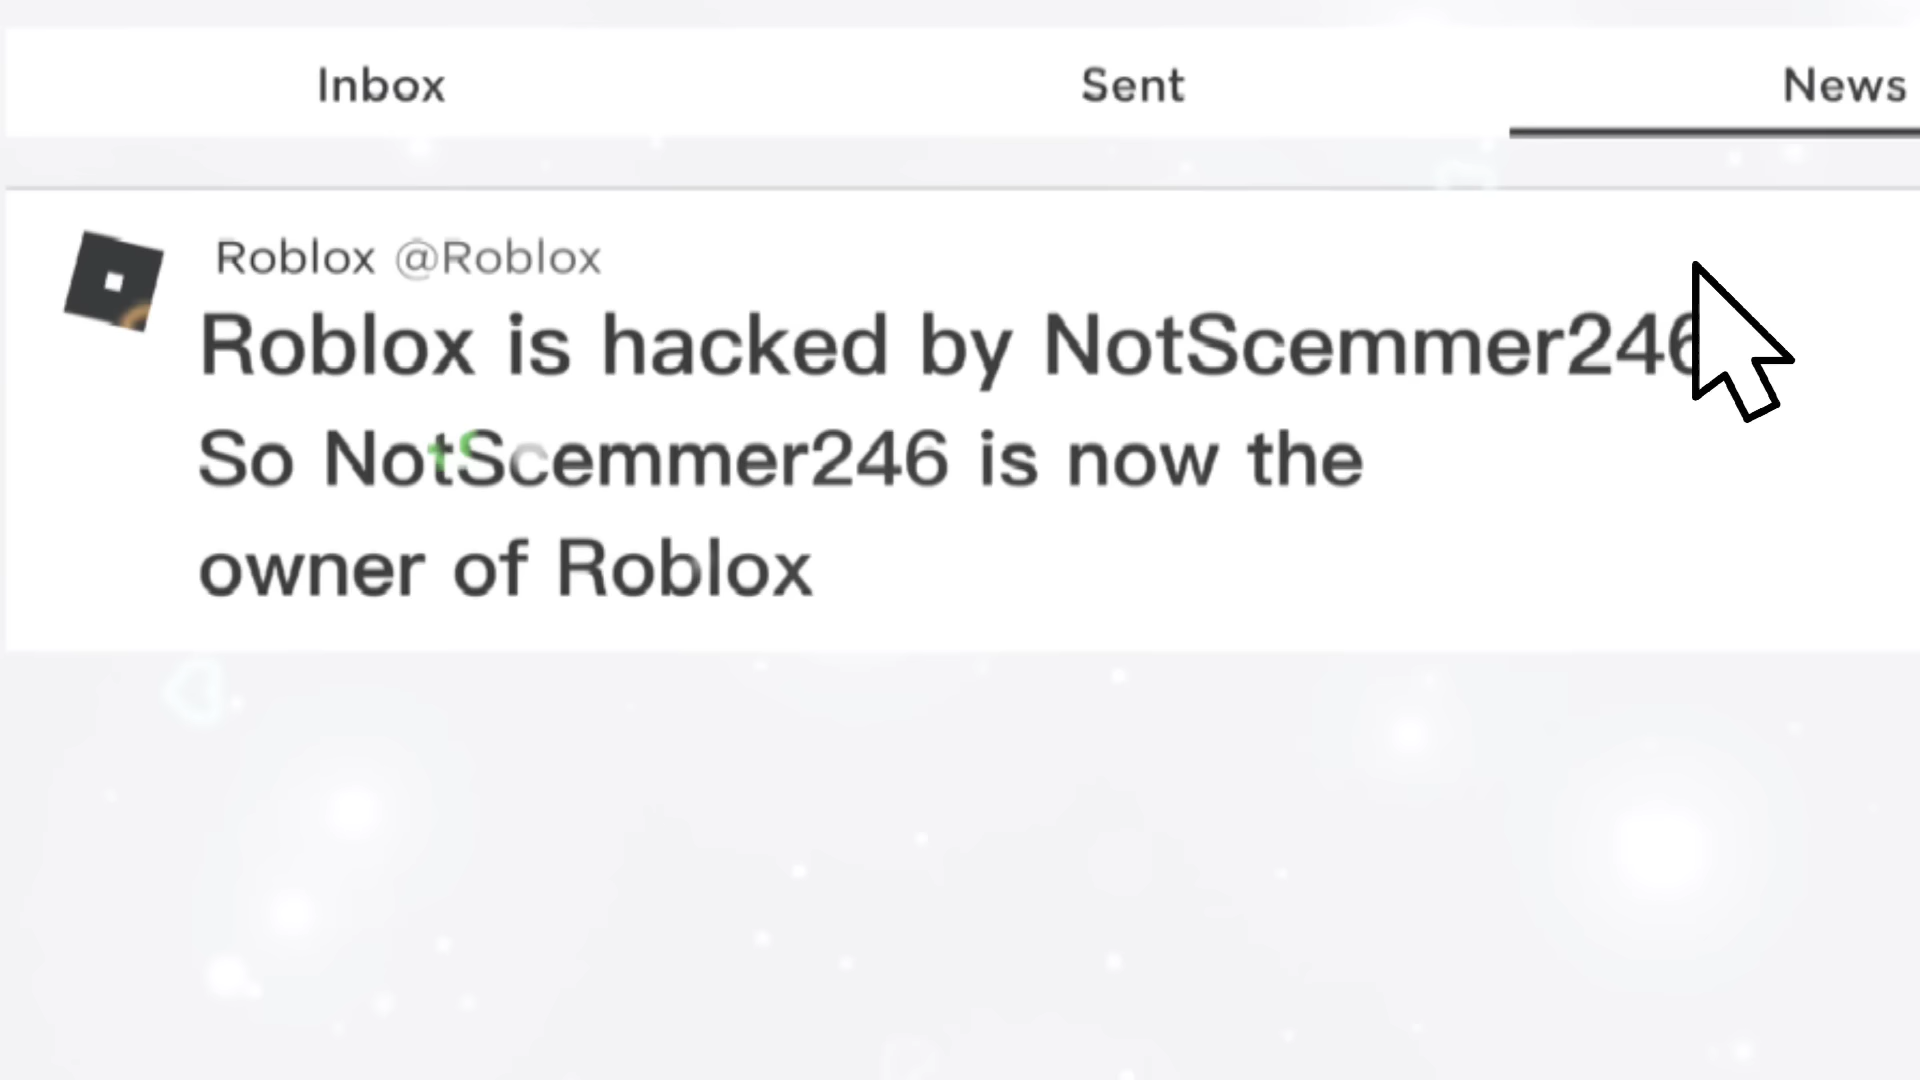 Inbox Sent News
Roblox @Roblox
Roblox is hacked by NotScemmer246
So NotScemmer246 is now the
owner of Roblox